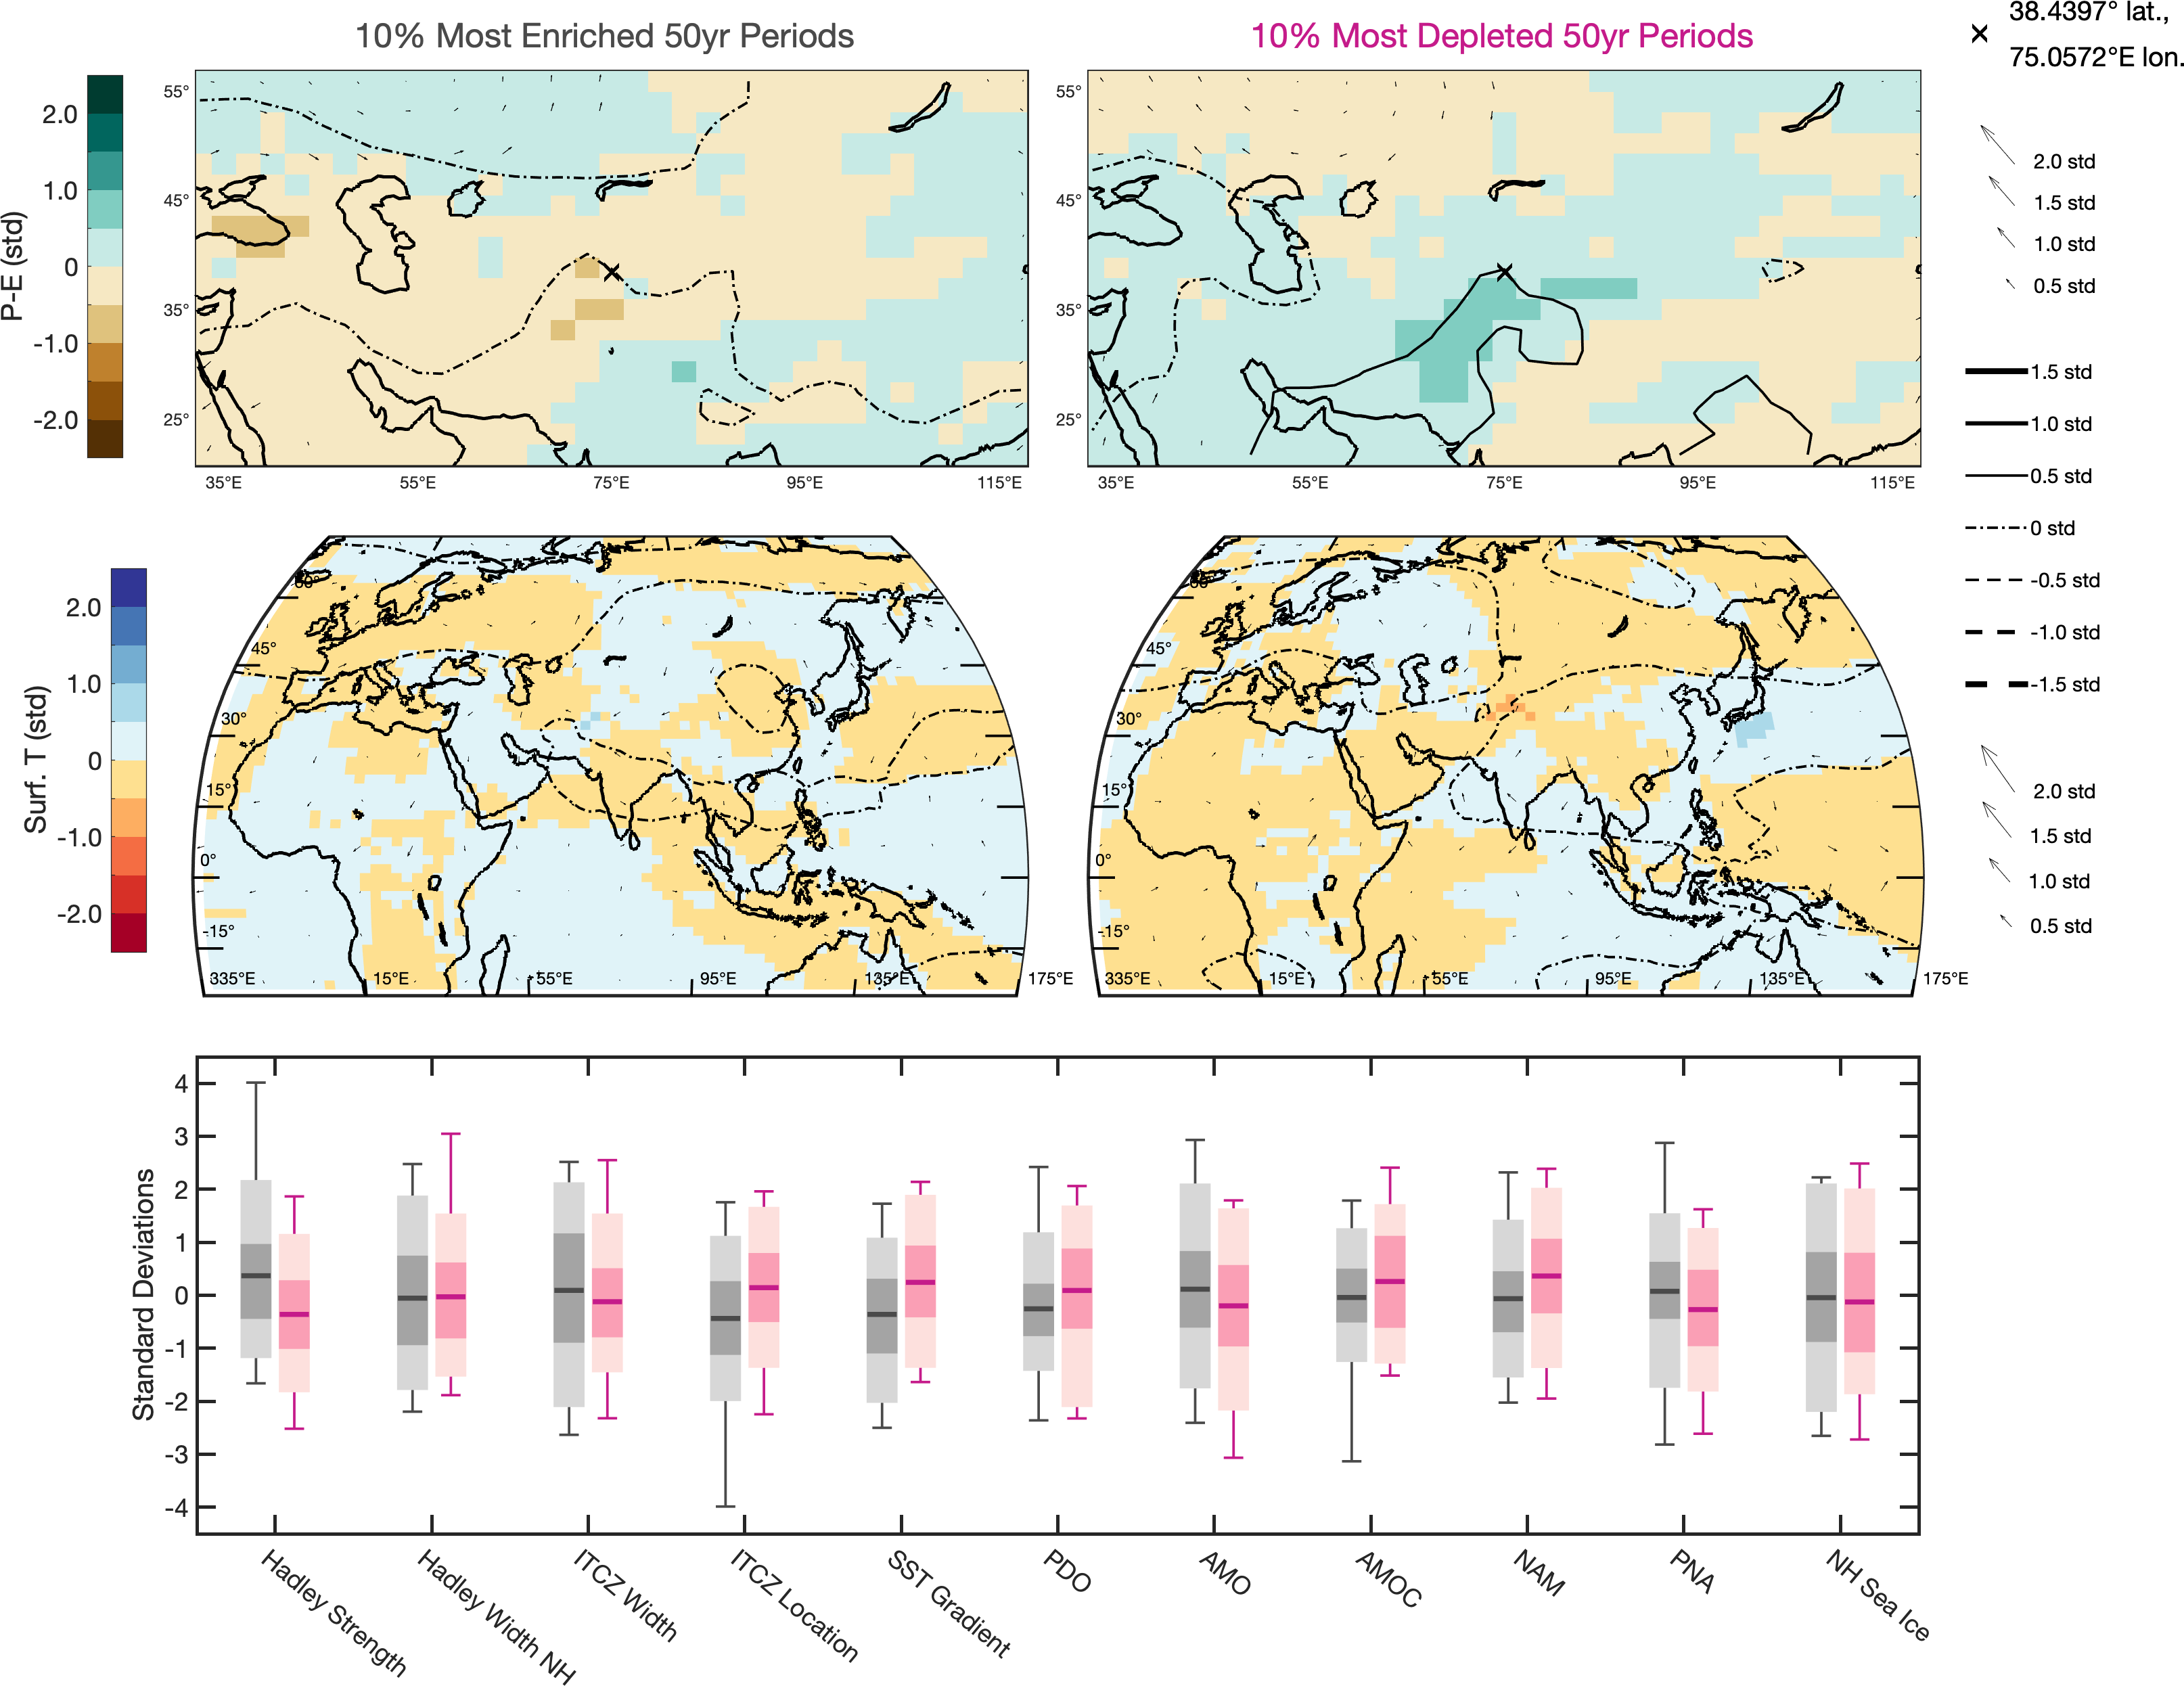 10% Most Enriched 50yr Periods
10% Most Depleted 50yr Periods
38.4397° lat.,
75.0572°E lon.
P-E (std)
2.0
1.0
0
-1.0
-2.0
55°
45°
35°
25°
35°E 55°E 75°E 95°E 115°E
55°
45°
35°
25°
35°E 55°E 75°E 95°E 115°E
2.0 std
1.5 std
1.0 std
0.5 std
1.5 std
1.0 std
0.5 std
0 std
-0.5 std
-1.0 std
-1.5 std
Surf. T (std)
2.0
1.0
0
-1.0
-2.0
60°
45°
30°
15°
0°
-15°
335°E 15°E 55°E 95°E 135°E 175°E
60°
45°
30°
15°
0°
-15°
335°E 15°E 55°E 95°E 135°E 175°E
2.0 std
1.5 std
1.0 std
0.5 std
Standard Deviations
4
3
2
1
0
-1
-2
-3
-4
Hadley Strength
Hadley Width NH
ITCZ Width
ITCZ Location
SST Gradient
PDO
AMO
AMOC
NAM
PNA
NH Sea Ice